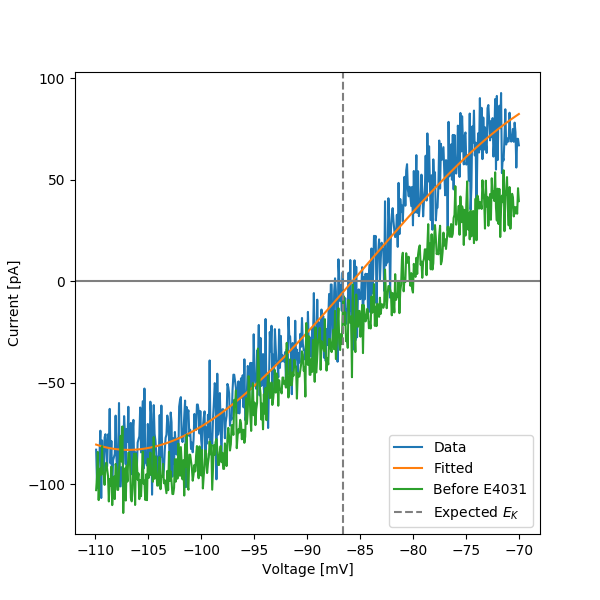 100
50
0
−50
−100
Current [pA]
Data
Fitted
Before E4031
Expected E_K
−110 −105 −100 −95 −90 −85 −80 −75 −70
Voltage [mV]